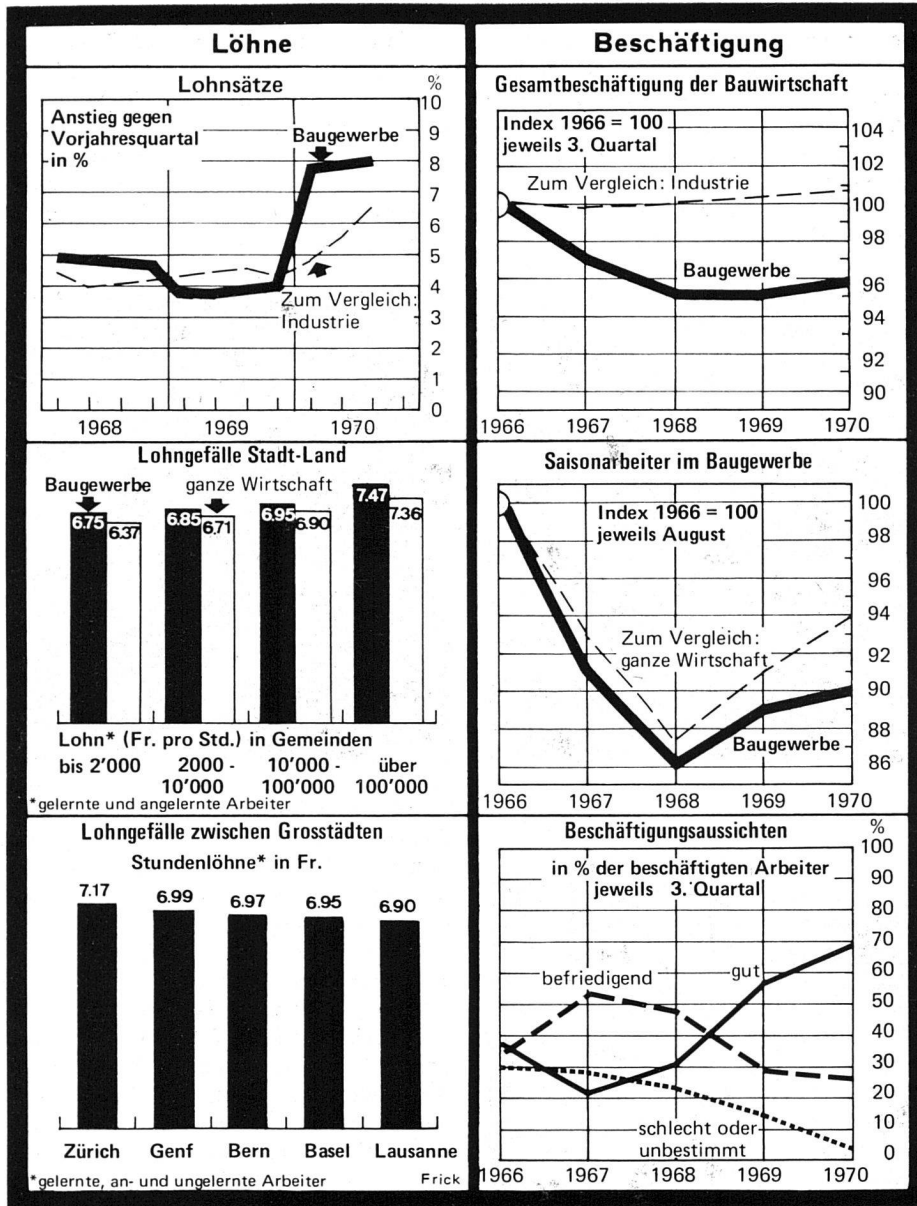 Löhne
Lohnsätze
%
Anstieg gegen
Vorjahresquartal
in %
Baugewerbe
Zum Vergleich:
Industrie
10
9
8
7
6
5
4
3
2
1
0
1968 1969 1970
Lohngefälle Stadt-Land
Baugewerbe ganze Wirtschaft
6.75 6.37 6.85 6.71 6.95 6.90 7.47 7.36
Lohn* (Fr. pro Std.) in Gemeinden
bis 2'000 2000 - 10'000'- über
10'000' 100'000 100'000
*gelernte und angelernte Arbeiter
Lohngefälle zwischen Grosstädten
Stundenlöhne* in Fr.
7.17 6.99 6.97 6.95 6.90
Zürich Genf Bern Basel Lausanne
*gelernte, an- und ungelernte Arbeiter Frick
Beschäftigung
Gesamtbeschäftigung der Bauwirtschaft
Index 1966 = 100
jeweils 3. Quartal
Zum Vergleich: Industrie
Baugewerbe
104
102
100
98
96
94
92
90
1966 1967 1968 1969 1970
Saisonarbeiter im Baugewerbe
Index 1966 = 100
jeweils August
Zum Vergleich:
ganze Wirtschaft
Baugewerbe
100
98
96
94
92
90
88
86
1966 1967 1968 1969 1970
Beschäftigungsaussichten
%
in % der beschäftigten Arbeiter
jeweils 3. Quartal
befriedigend gut
schlecht oder
unbestimmt
100
90
80
70
60
50
40
30
20
10
0
1966 1967 1968 1969 1970